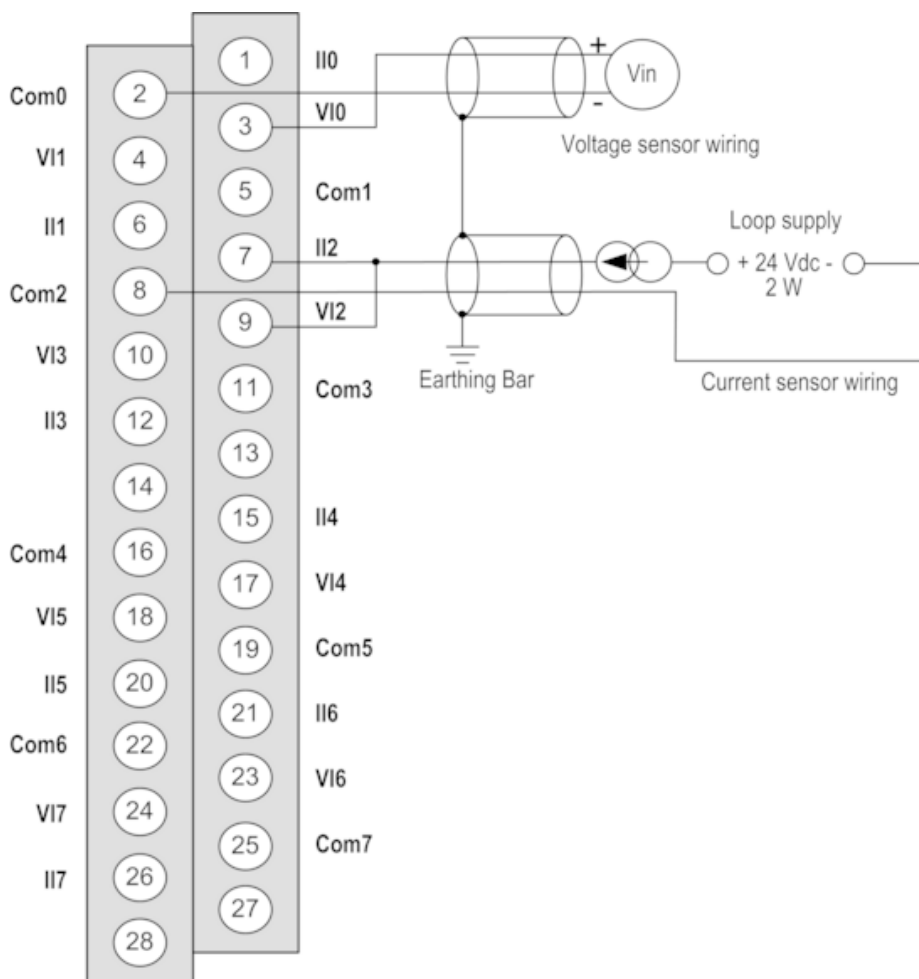 1 II0
Com0 2
3 VI0
+
Vin
-
Voltage sensor wiring
VI1 4
5 Com1
II1 6
7 II2
Loop supply
+ 24 Vdc -
2 W
Com2 8
9 VI2
Earthing Bar
Current sensor wiring
VI3 10
11 Com3
II3 12
13
14
15 II4
Com4 16
17 VI4
VI5 18
19 Com5
II5 20
21 II6
Com6 22
23 VI6
VI7 24
25 Com7
II7 26
27
28